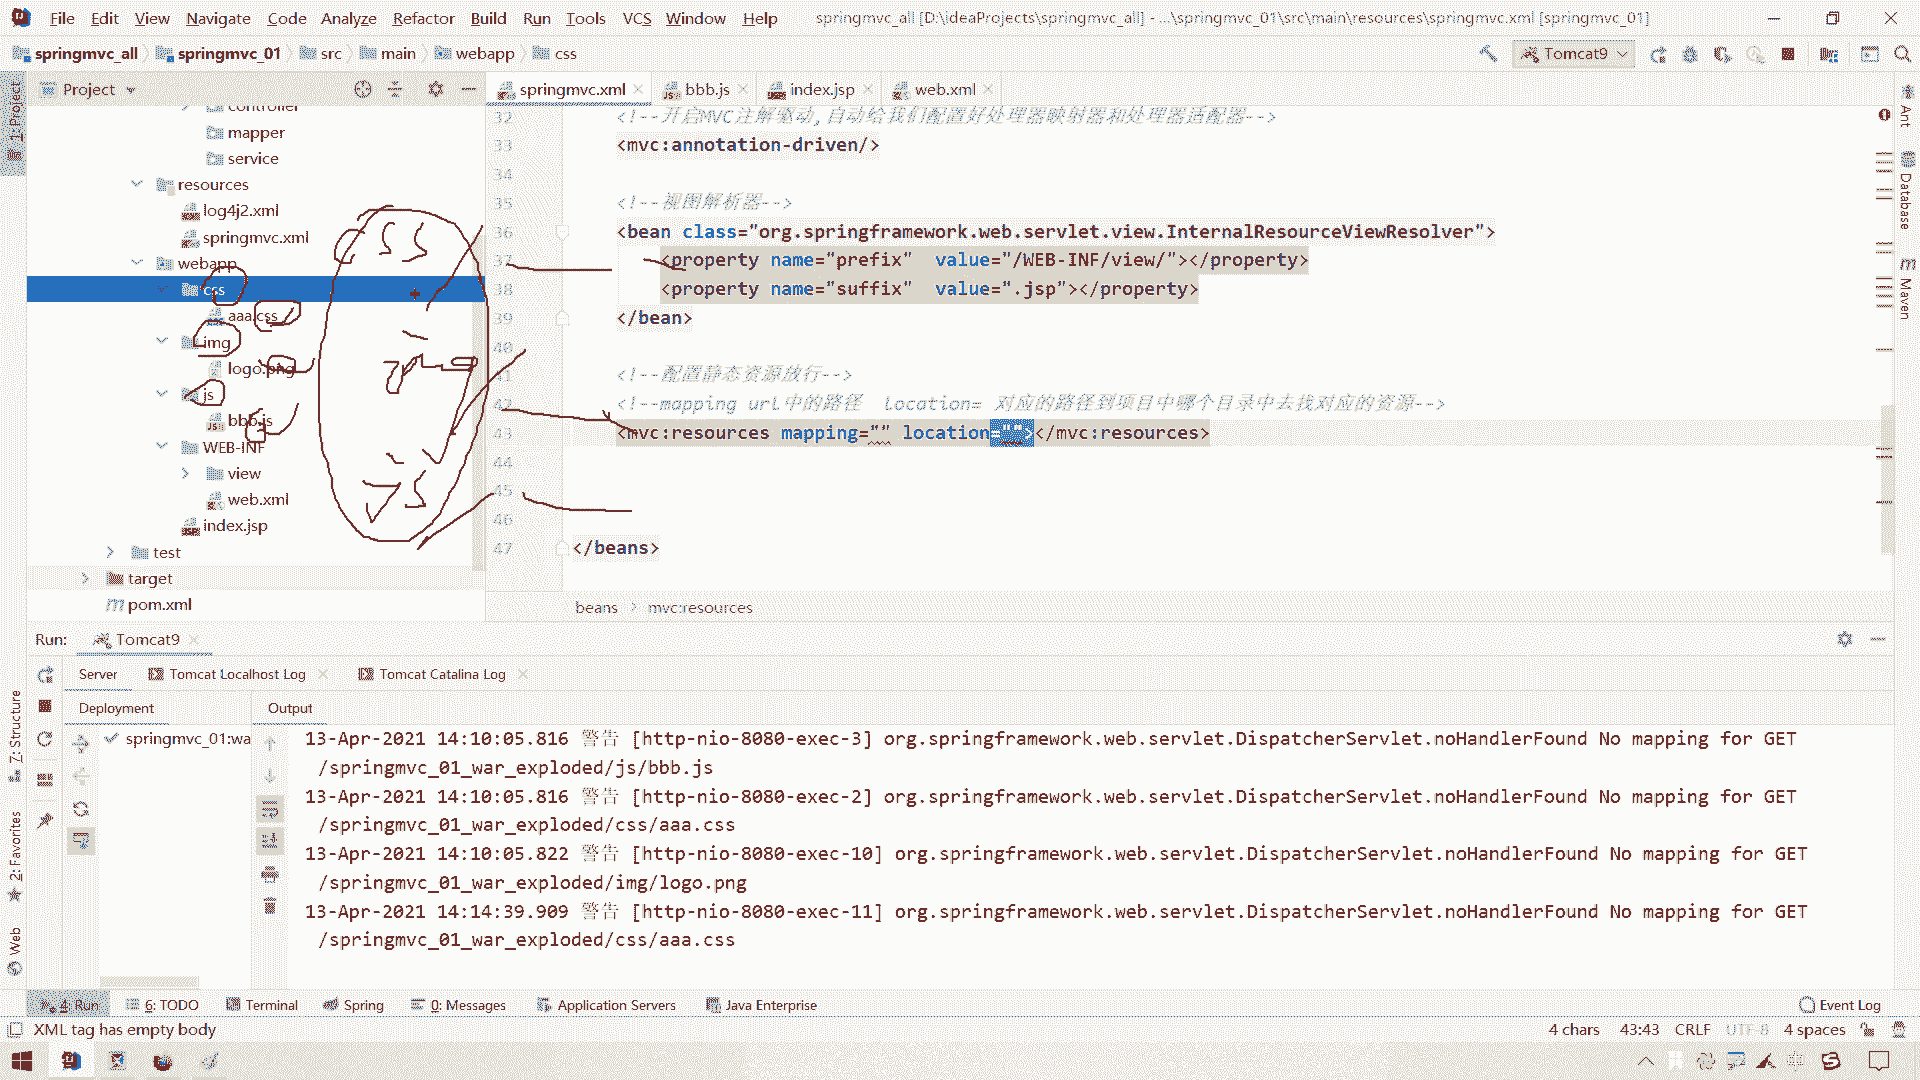 File Edit View Navigate Code Analyze Refactor Build Run Tools VCS Window Help springmvc_all [D:\ideaProjects\springmvc_all] - ...\springmvc_01\src\main\resources\springmvc.xml [springmvc_01]
springmvc_all springmvc_01 src main webapp css Tomcat9
1: Project
Project
springmvc.xml bbb.js index.jsp web.xml
controller
mapper
service
resources
log4j2.xml
springmvc.xml
webapp
css
aaa.css
img
logo.png
js
bbb.js
WEB-INF
view
web.xml
index.jsp
test
target
pom.xml
css
js
32 <!--开启MVC注解驱动,自动给我们配置好处理器映射器和处理器适配器-->
33 <mvc:annotation-driven/>
34
35 <!--视图解析器-->
36 <bean class="org.springframework.web.servlet.view.InternalResourceViewResolver">
37 <property name="prefix" value="/WEB-INF/view/"></property>
38 <property name="suffix" value=".jsp"></property>
39 </bean>
40
41 <!--配置静态资源放行-->
42 <!--mapping url中的路径 location= 对应的路径到项目中哪个目录中去找对应的资源-->
43 <mvc:resources mapping="" location=""></mvc:resources>
44
45
46
47 </beans>
beans mvc:resources
Ant
Database
m Maven
Run: Tomcat9
Server Tomcat Localhost Log Tomcat Catalina Log
Deployment Output
springmvc_01:wa
13-Apr-2021 14:10:05.816 警告 [http-nio-8080-exec-3] org.springframework.web.servlet.DispatcherServlet.noHandlerFound No mapping for GET
/springmvc_01_war_exploded/js/bbb.js
13-Apr-2021 14:10:05.816 警告 [http-nio-8080-exec-2] org.springframework.web.servlet.DispatcherServlet.noHandlerFound No mapping for GET
/springmvc_01_war_exploded/css/aaa.css
13-Apr-2021 14:10:05.822 警告 [http-nio-8080-exec-10] org.springframework.web.servlet.DispatcherServlet.noHandlerFound No mapping for GET
/springmvc_01_war_exploded/img/logo.png
13-Apr-2021 14:14:39.909 警告 [http-nio-8080-exec-11] org.springframework.web.servlet.DispatcherServlet.noHandlerFound No mapping for GET
/springmvc_01_war_exploded/css/aaa.css
7: Structure
2: Favorites
Web
4: Run 6: TODO Terminal Spring 0: Messages Application Servers Java Enterprise Event Log
XML tag has empty body 4 chars 43:43 CRLF UTF-8 4 spaces